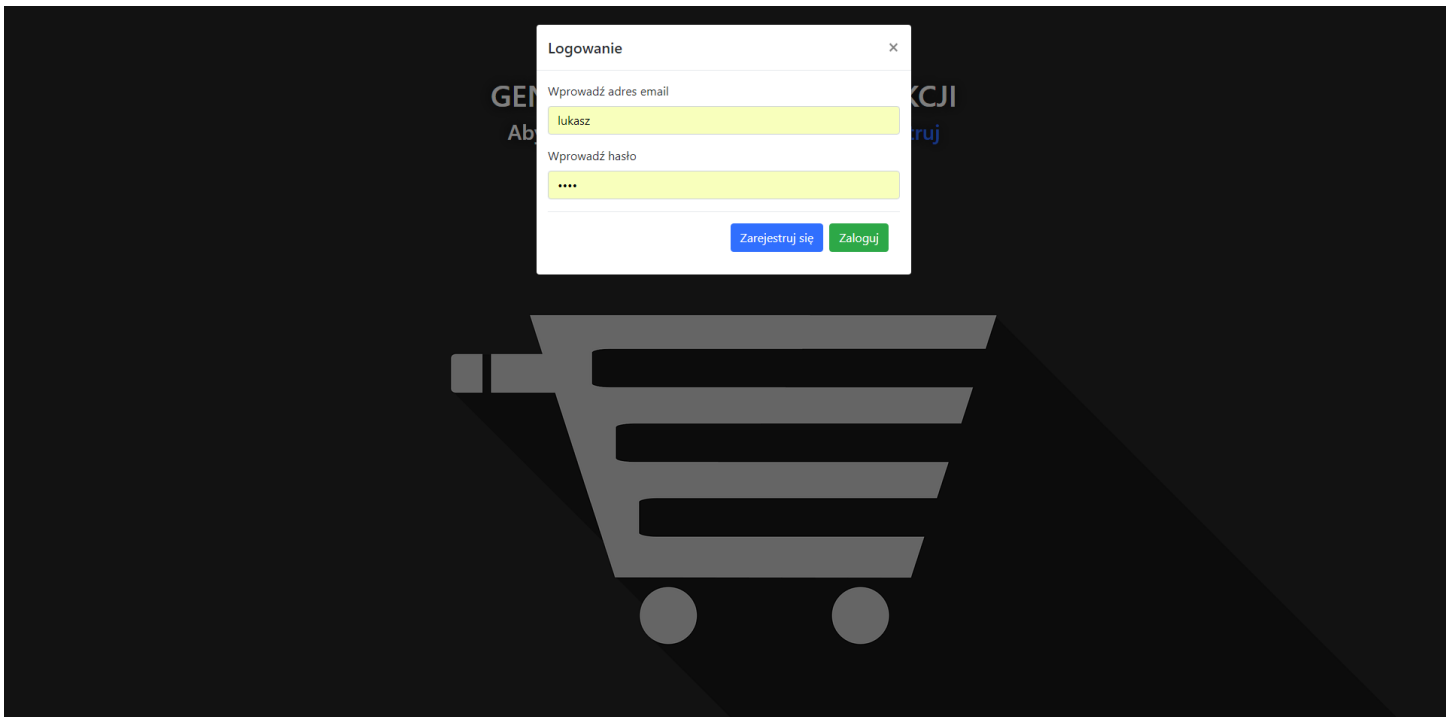 Logowanie ×
Wprowadź adres email
lukasz
Wprowadź hasło
••••
Zarejestruj się Zaloguj